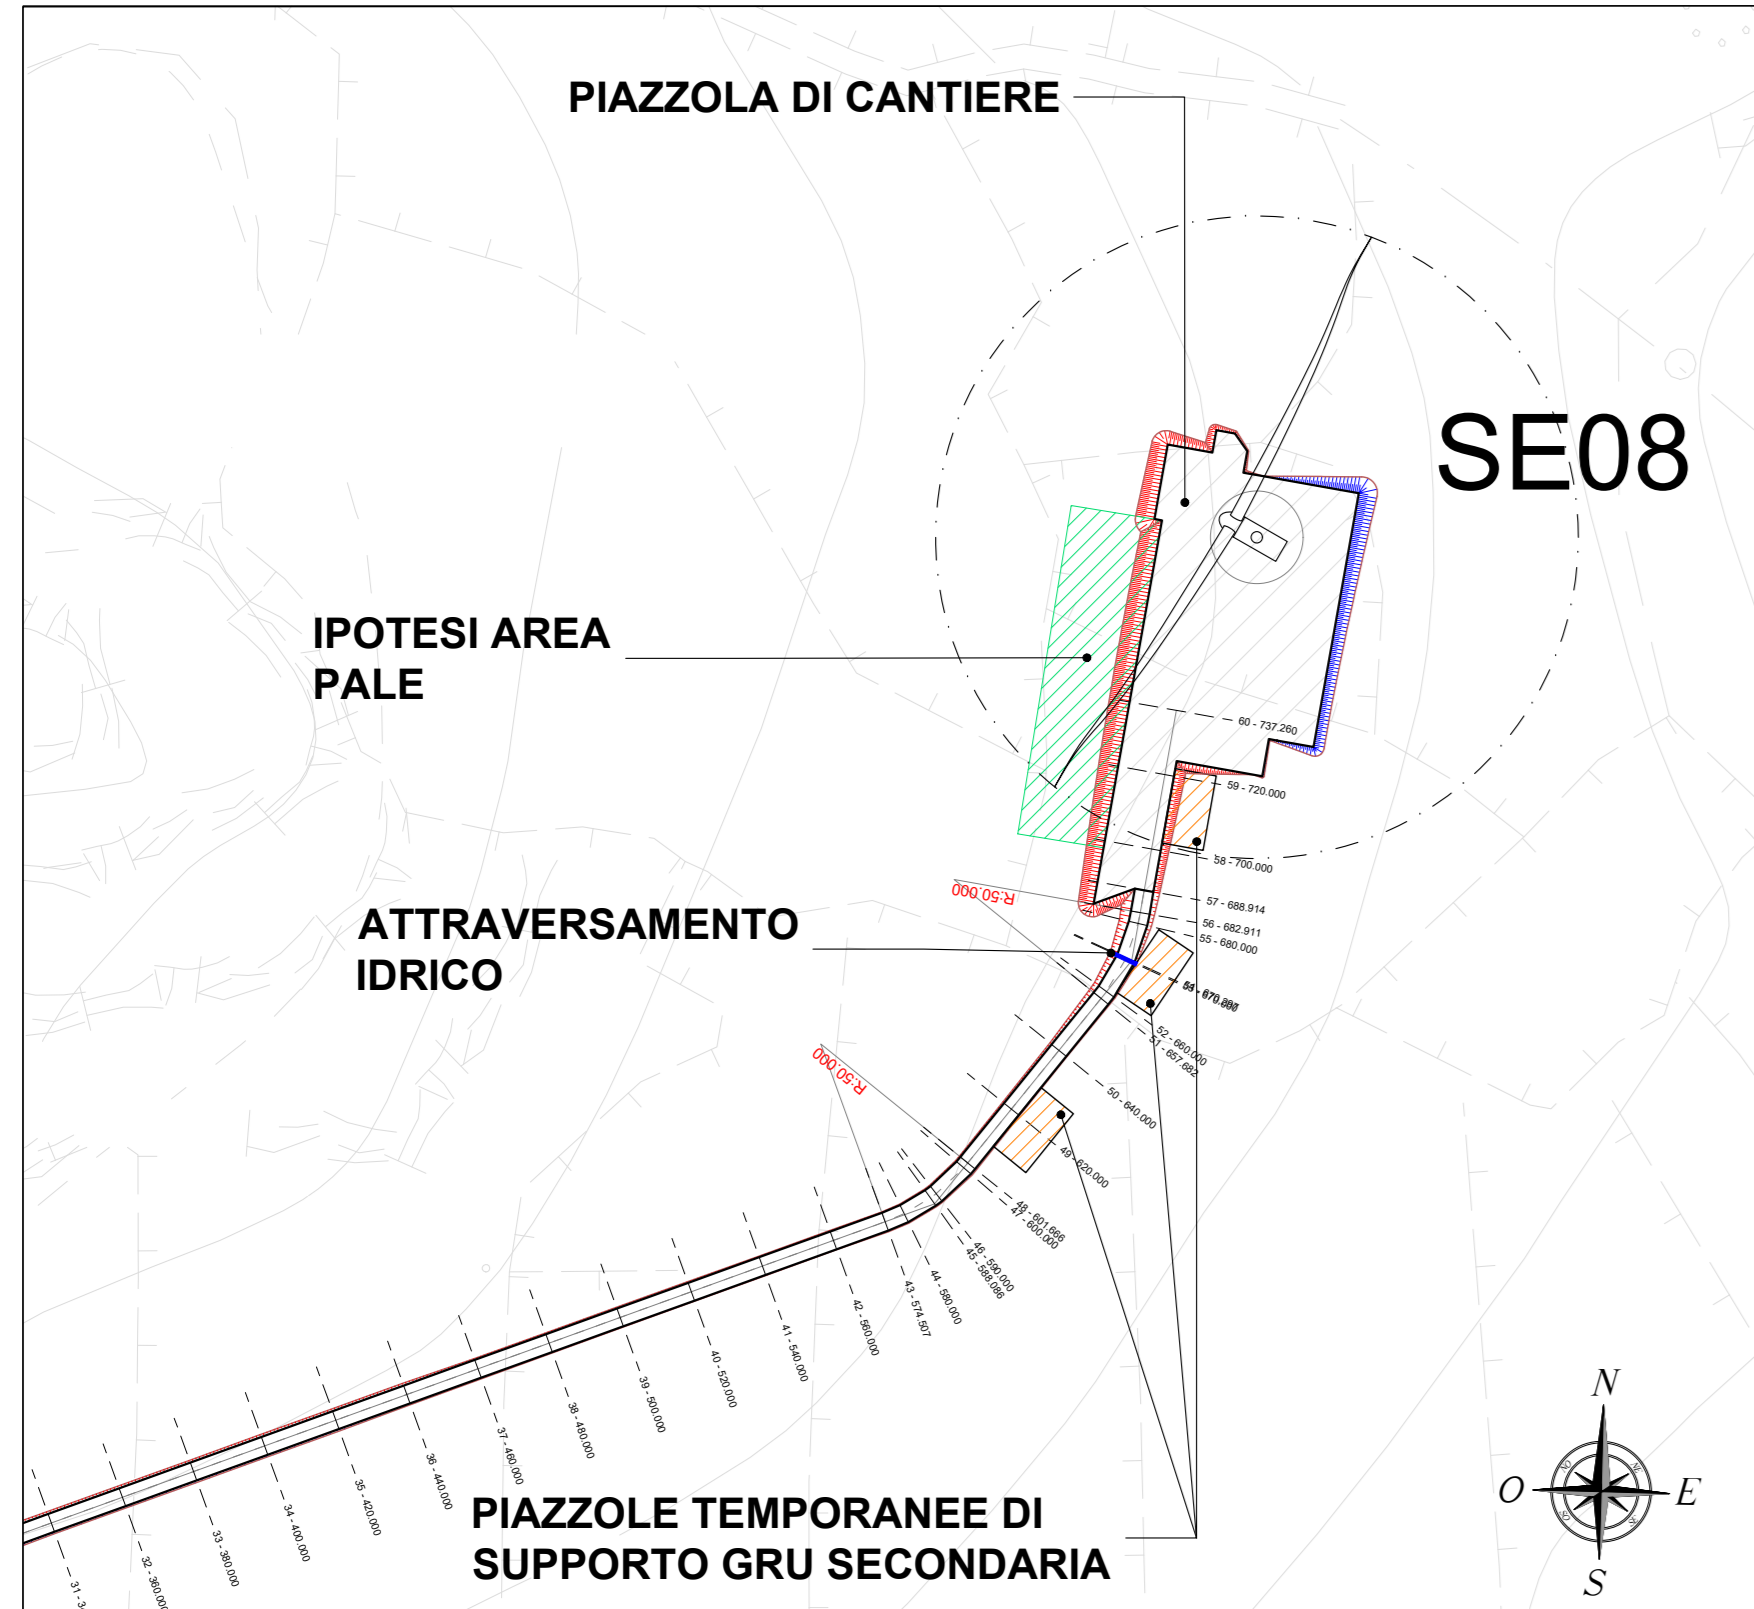 PIAZZOLA DI CANTIERE
SE08
IPOTESI AREA
PALE
60 - 737.260
59 - 720.000
58 - 700.000
R:50.000
57 - 688.914
56 - 682.911
55 - 680.000
ATTRAVERSAMENTO
IDRICO
52 - 660.000
51 - 657.682
R:50.000
50 - 640.000
49 - 620.000
48 - 601.666
47 - 600.000
46 - 590.000
45 - 588.086
44 - 580.000
43 - 574.507
42 - 560.000
41 - 540.000
40 - 520.000
39 - 500.000
38 - 480.000
37 - 460.000
36 - 440.000
35 - 420.000
34 - 400.000
33 - 380.000
32 - 360.000
PIAZZOLE TEMPORANEE DI
SUPPORTO GRU SECONDARIA
N
NO
NE
O
E
SO
SE
S